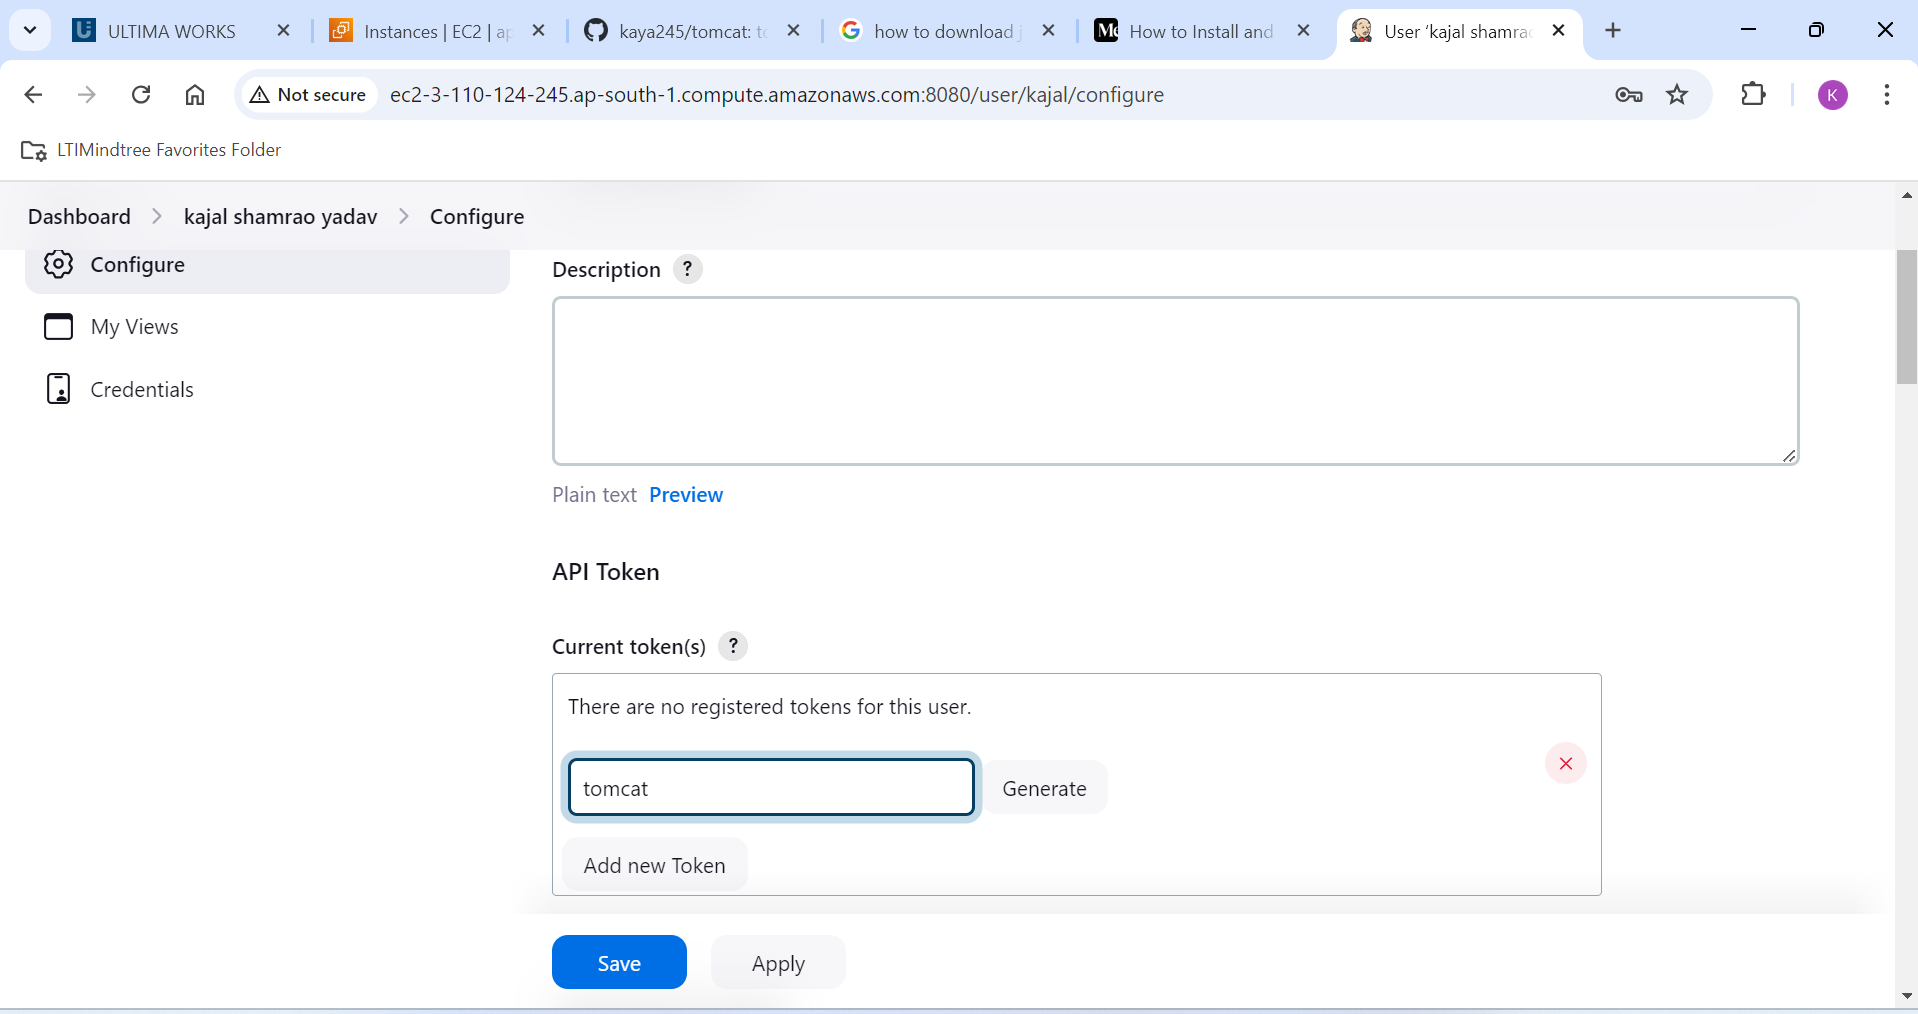 ULTIMA WORKS
Instances | EC2 | ap
kaya245/tomcat: to
how to download j
How to Install and
User ‘kajal shamrao
Not secure
ec2-3-110-124-245.ap-south-1.compute.amazonaws.com:8080/user/kajal/configure
K
LTIMindtree Favorites Folder
Dashboard
kajal shamrao yadav
Configure
Configure
My Views
Credentials
Description ?
Plain text Preview
API Token
Current token(s) ?
There are no registered tokens for this user.
tomcat
Generate
Add new Token
Save
Apply